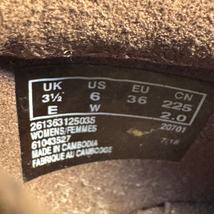 UK US EU CN
3½ 6 36 225
E W 2.0
261363125035 20701
WOMENS/FEMMES
61043527 7/18
MADE IN CAMBODIA
FABRIQUE AU CAMBODGE